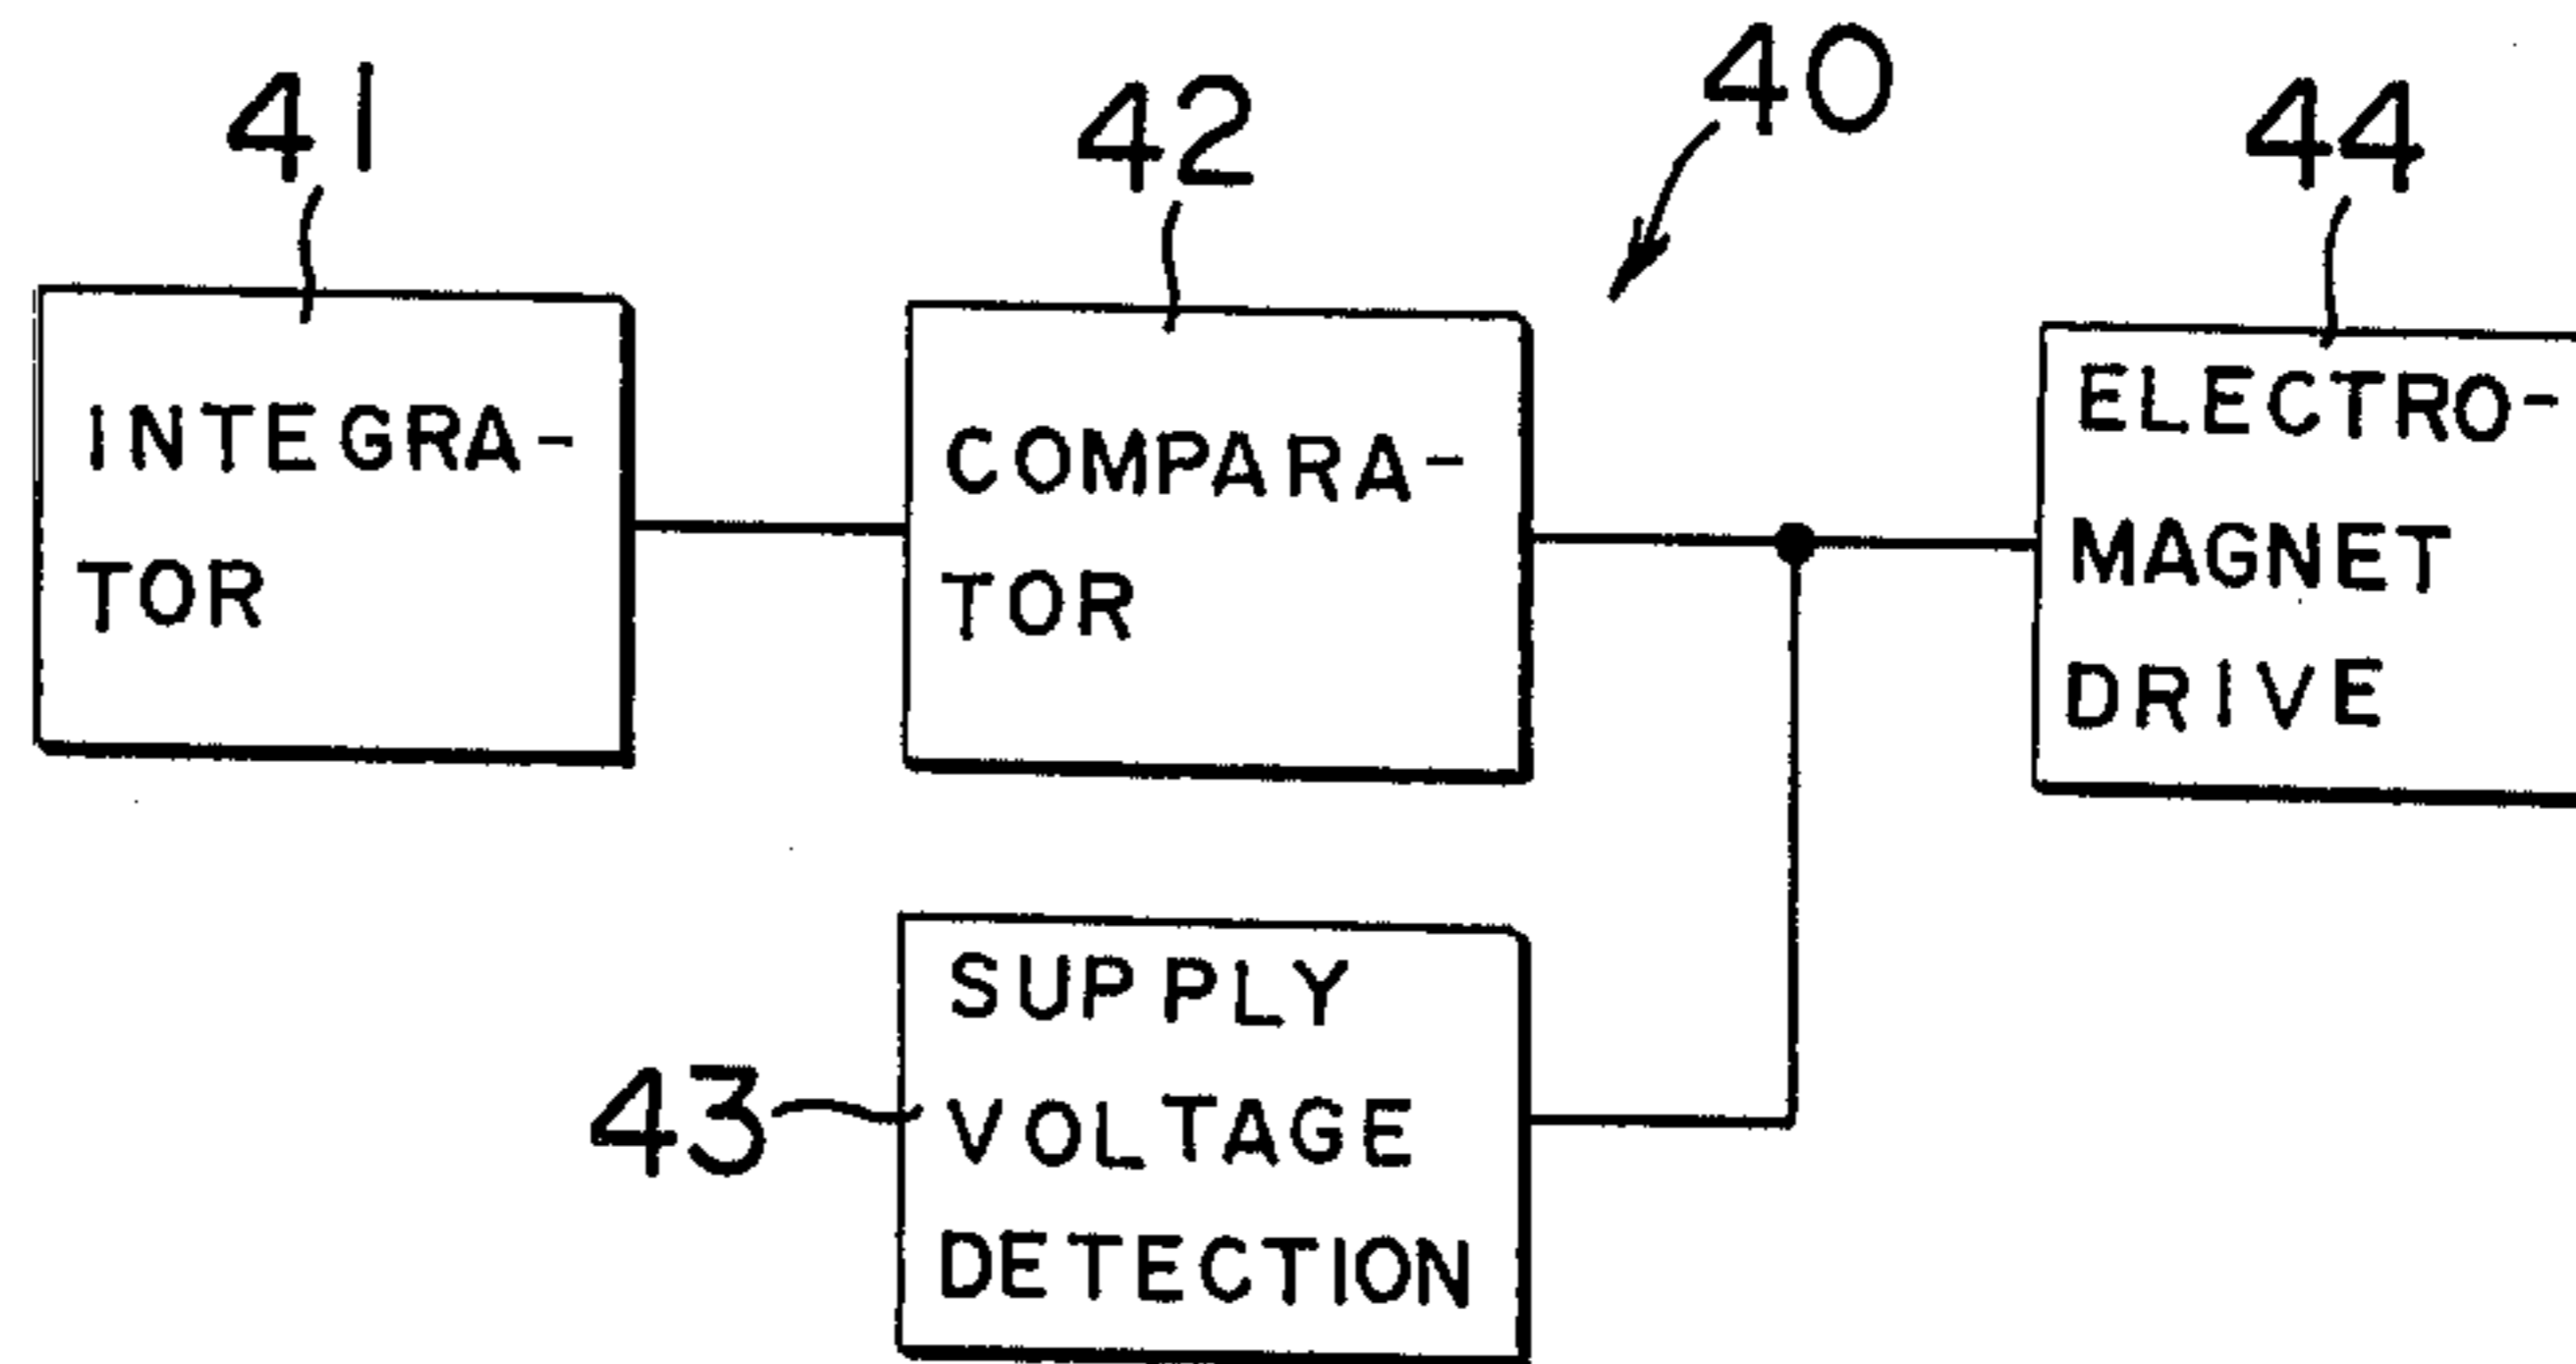 41
42
40
44
INTEGRA-
TOR
COMPARA-
TOR
ELECTRO-
MAGNET
DRIVE
43
SUPPLY
VOLTAGE
DETECTION